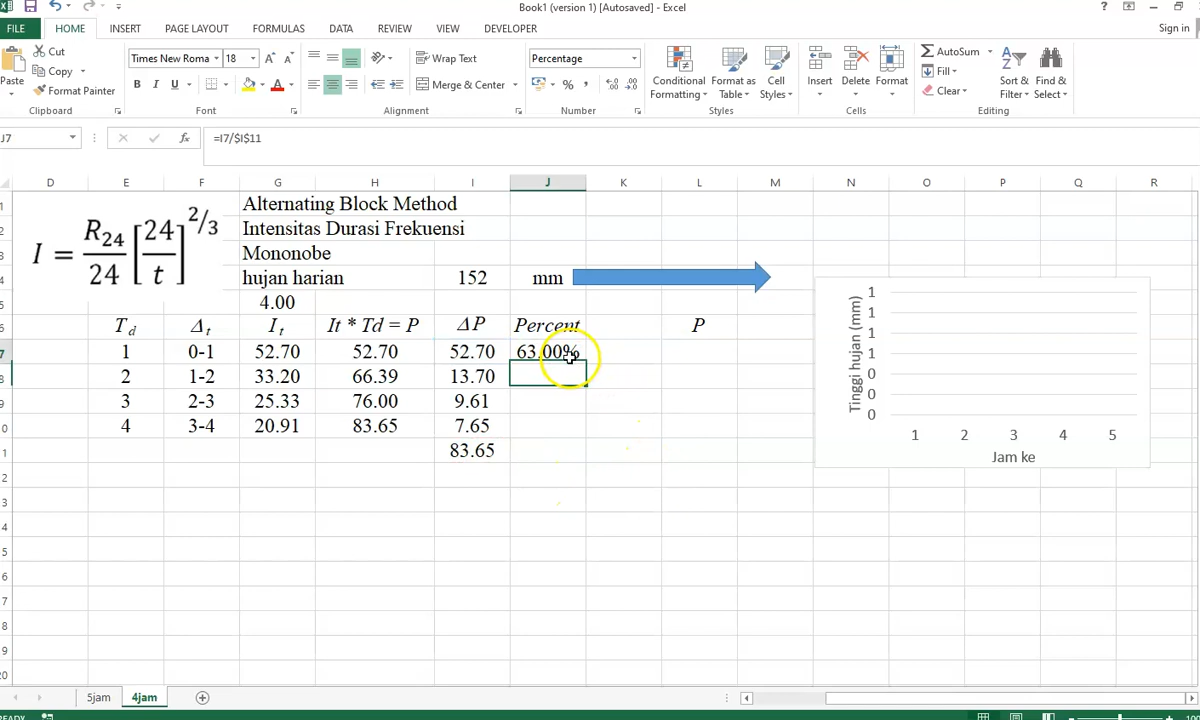 Book1 (version 1) [Autosaved] - Excel
FILE HOME INSERT PAGE LAYOUT FORMULAS DATA REVIEW VIEW DEVELOPER Sign in
Cut
Copy
Format Painter
Paste
Clipboard
Times New Roma 18
B I U
Font
Wrap Text
Merge & Center
Alignment
Percentage
%
Number
Conditional Formatting
Format as Table
Cell Styles
Styles
Insert Delete Format
Cells
AutoSum
Fill
Clear
Sort & Filter
Find & Select
Editing
J7 fx =I7/$I$11
D E F G H I J K L M N O P Q R
I = R24/24 [24/t]^2/3
Alternating Block Method
Intensitas Durasi Frekuensi
Mononobe
hujan harian 152 mm
4.00
Td Δt It It * Td = P ΔP Percent P
1 0-1 52.70 52.70 52.70 63.00%
2 1-2 33.20 66.39 13.70
3 2-3 25.33 76.00 9.61
4 3-4 20.91 83.65 7.65
83.65
Tinggi hujan (mm)
1
1
1
1
0
0
0
1 2 3 4 5
Jam ke
5jam 4jam
READY